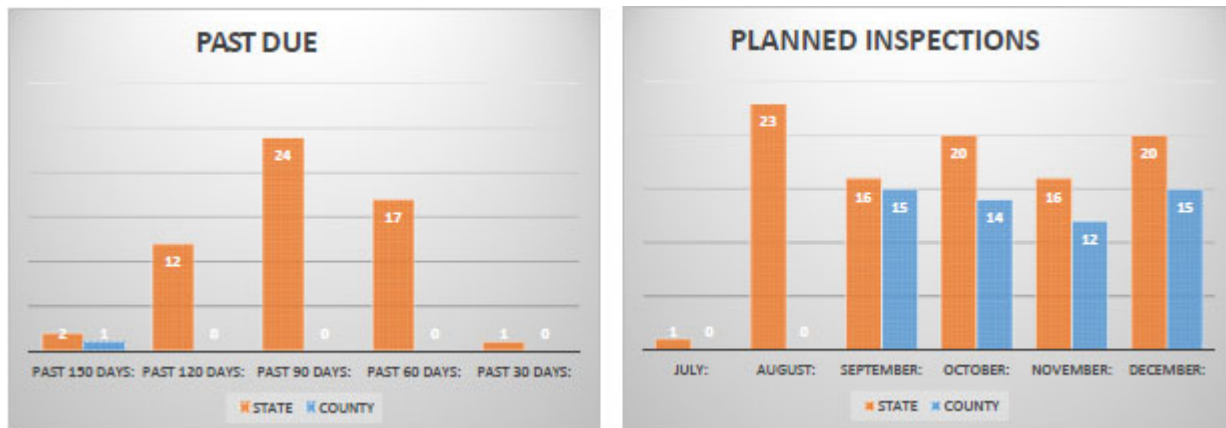 PAST DUE
24
17
12
2 1 0 0 0 1 0
PAST 150 DAYS: PAST 120 DAYS: PAST 90 DAYS: PAST 60 DAYS: PAST 30 DAYS:
STATE COUNTY
PLANNED INSPECTIONS
23
20 20
16 15 14 16 12 15
1 0 0
JULY: AUGUST: SEPTEMBER: OCTOBER: NOVEMBER: DECEMBER:
STATE COUNTY